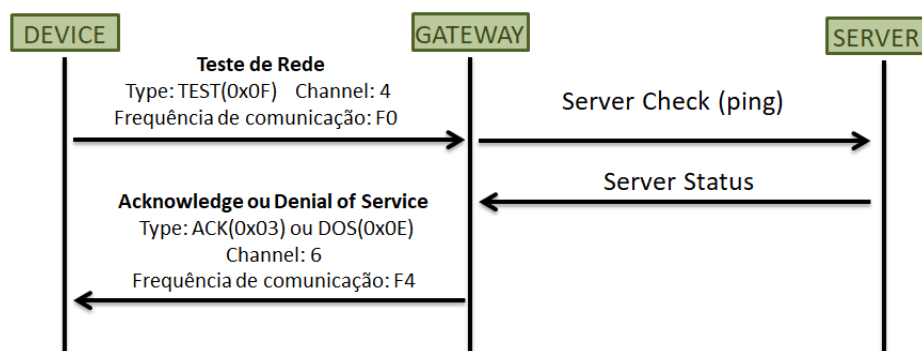 DEVICE
GATEWAY
SERVER
Teste de Rede
Type: TEST(0x0F) Channel: 4
Frequência de comunicação: F0
Server Check (ping)
Server Status
Acknowledge ou Denial of Service
Type: ACK(0x03) ou DOS(0x0E)
Channel: 6
Frequência de comunicação: F4